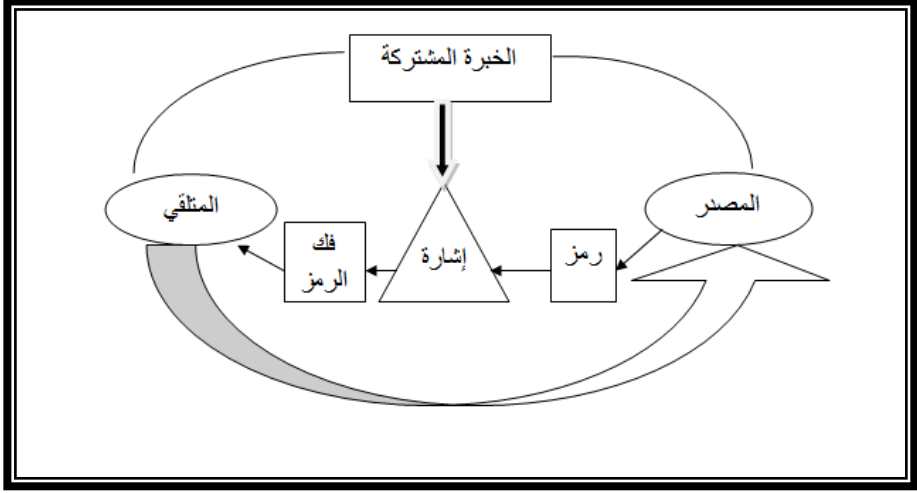 الخبرة المشتركة
المصدر
المتلقي
رمز
إشارة
فك
الرمز